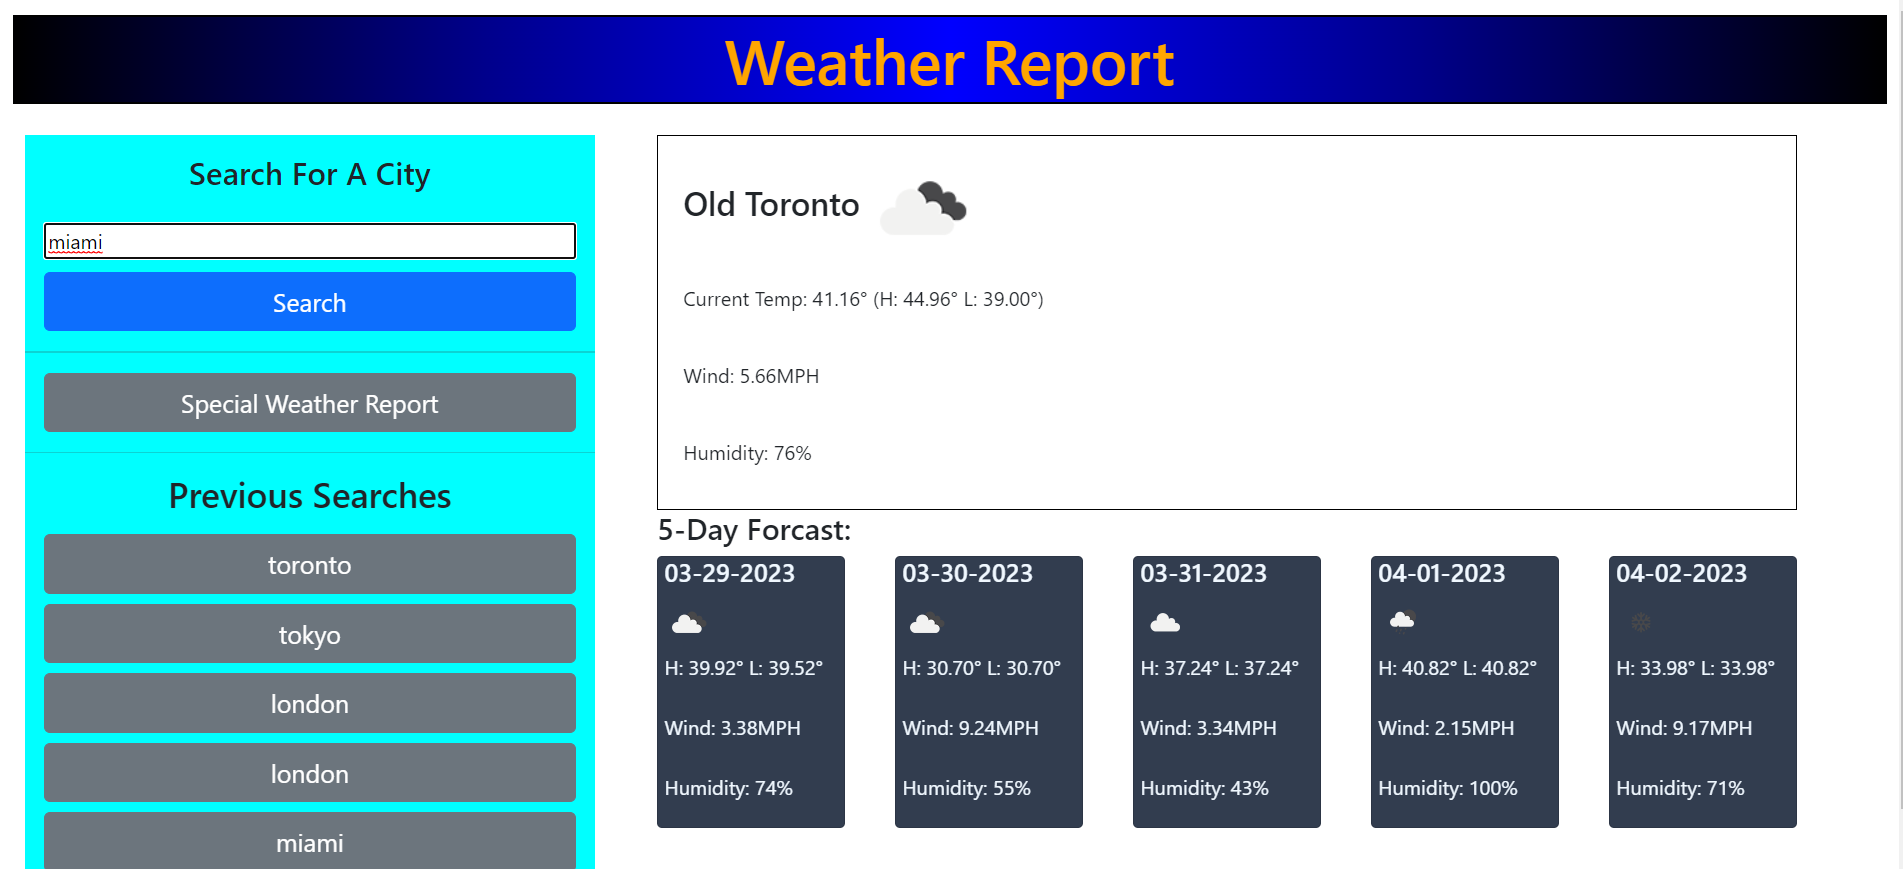 Weather Report
Search For A City
miami
Search
Special Weather Report
Previous Searches
toronto
tokyo
london
london
miami
Old Toronto
Current Temp: 41.16° (H: 44.96° L: 39.00°)
Wind: 5.66MPH
Humidity: 76%
5-Day Forcast:
03-29-2023
H: 39.92° L: 39.52°
Wind: 3.38MPH
Humidity: 74%
03-30-2023
H: 30.70° L: 30.70°
Wind: 9.24MPH
Humidity: 55%
03-31-2023
H: 37.24° L: 37.24°
Wind: 3.34MPH
Humidity: 43%
04-01-2023
H: 40.82° L: 40.82°
Wind: 2.15MPH
Humidity: 100%
04-02-2023
H: 33.98° L: 33.98°
Wind: 9.17MPH
Humidity: 71%